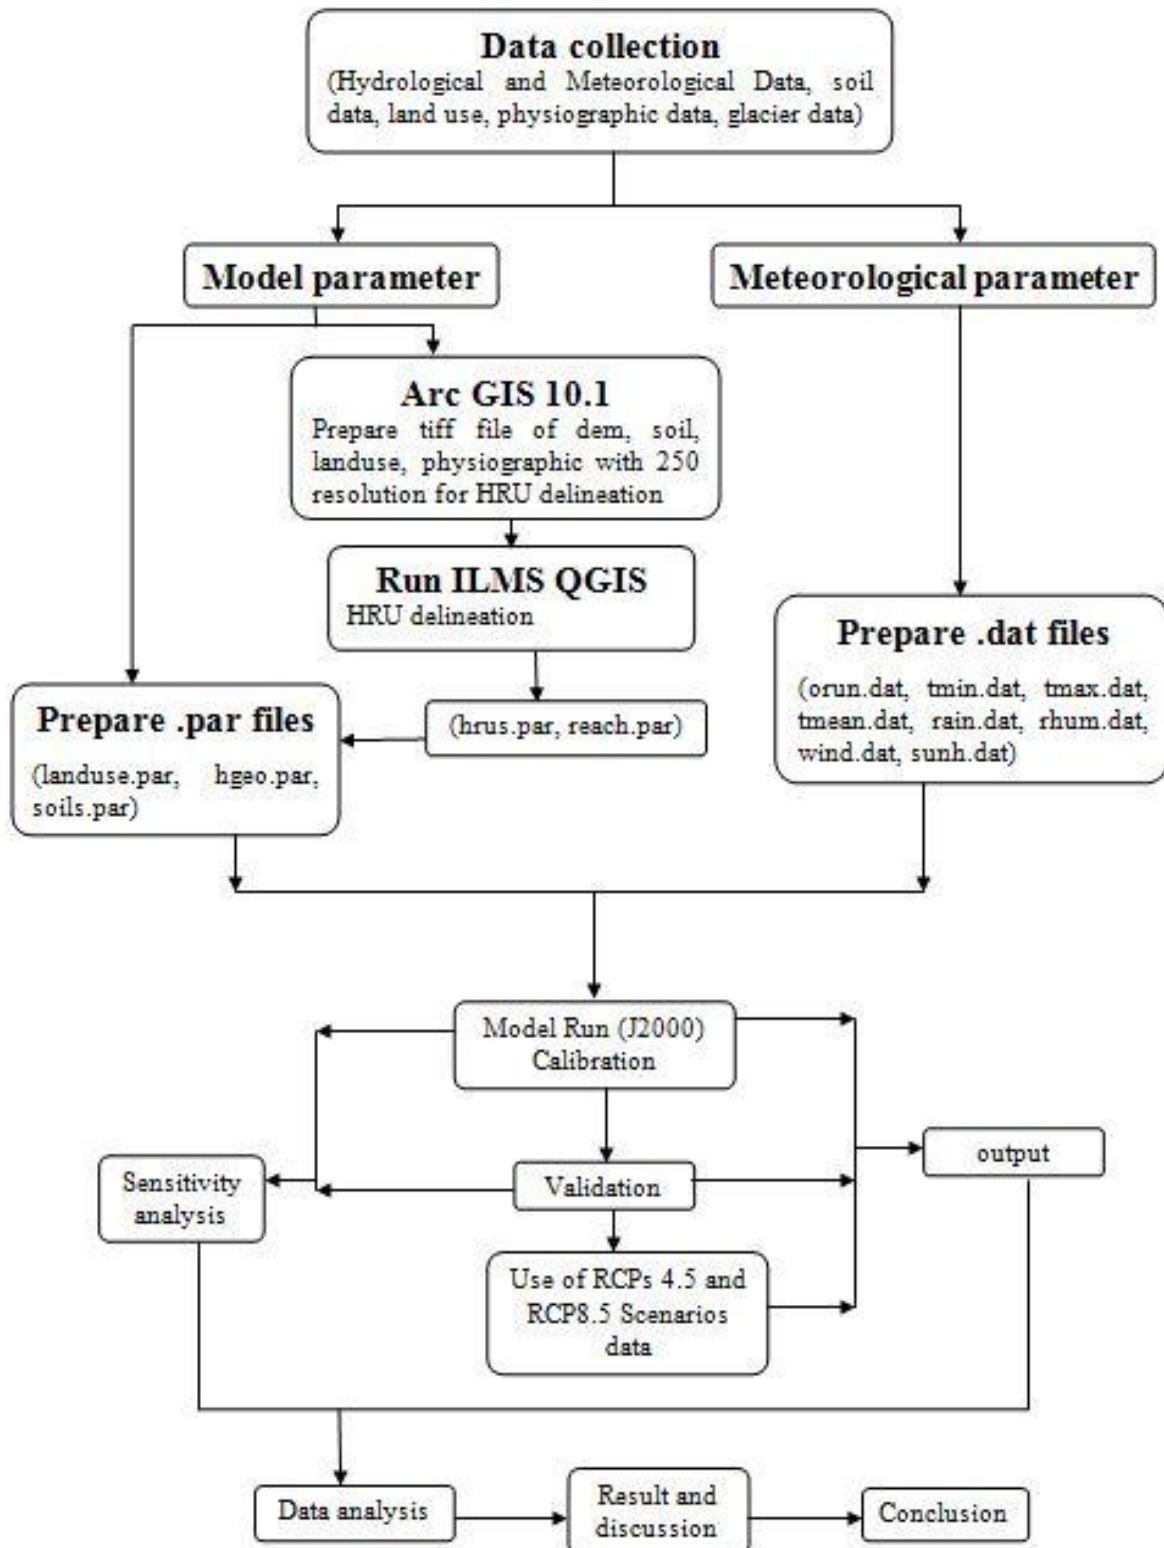 Data collection
(Hydrological and Meteorological Data, soil
data, land use, physiographic data, glacier data)
Model parameter
Meteorological parameter
Arc GIS 10.1
Prepare tiff file of dem, soil,
landuse, physiographic with 250
resolution for HRU delineation
Run ILMS QGIS
HRU delineation
Prepare .dat files
(orun.dat, tmin.dat, tmax.dat,
tmean.dat, rain.dat, rhum.dat,
wind.dat, sunh.dat)
Prepare .par files
(landuse.par, hgeo.par,
soils.par)
(hrus.par, reach.par)
Model Run (J2000)
Calibration
output
Sensitivity
analysis
Validation
Use of RCPs 4.5 and
RCP8.5 Scenarios
data
Data analysis
Result and
discussion
Conclusion